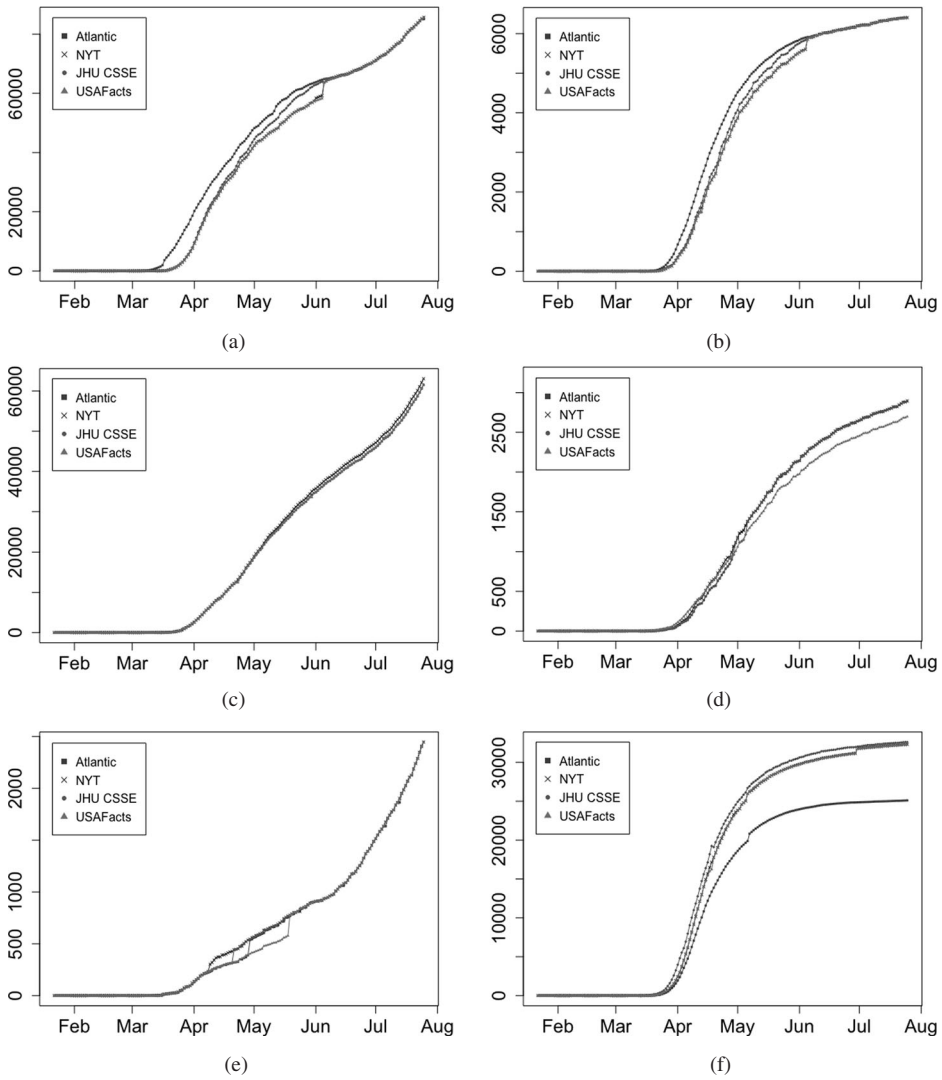 Atlantic
NYT
JHU CSSE
USAFacts
0 20000 60000
Feb Mar Apr May Jun Jul Aug
(a)
Atlantic
NYT
JHU CSSE
USAFacts
0 2000 4000 6000
Feb Mar Apr May Jun Jul Aug
(b)
Atlantic
NYT
JHU CSSE
USAFacts
0 20000 40000 60000
Feb Mar Apr May Jun Jul Aug
(c)
Atlantic
NYT
JHU CSSE
USAFacts
0 500 1500 2500
Feb Mar Apr May Jun Jul Aug
(d)
Atlantic
NYT
JHU CSSE
USAFacts
0 500 1000 2000
Feb Mar Apr May Jun Jul Aug
(e)
Atlantic
NYT
JHU CSSE
USAFacts
0 10000 20000 30000
Feb Mar Apr May Jun Jul Aug
(f)